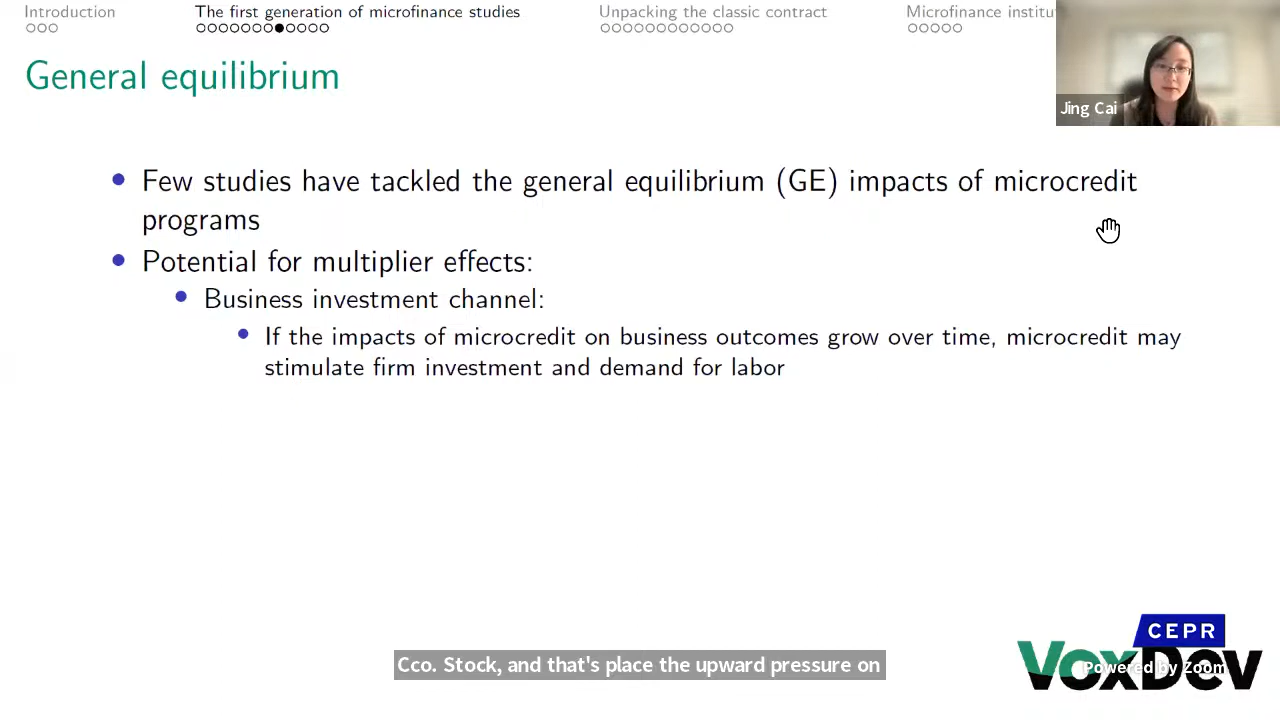 Introduction
The first generation of microfinance studies
Unpacking the classic contract
Microfinance institu
General equilibrium
Jing Cai
Few studies have tackled the general equilibrium (GE) impacts of microcredit
programs
Potential for multiplier effects:
Business investment channel:
If the impacts of microcredit on business outcomes grow over time, microcredit may
stimulate firm investment and demand for labor
Cco. Stock, and that's place the upward pressure on
CEPR
VoxDev
Powered by Zoom